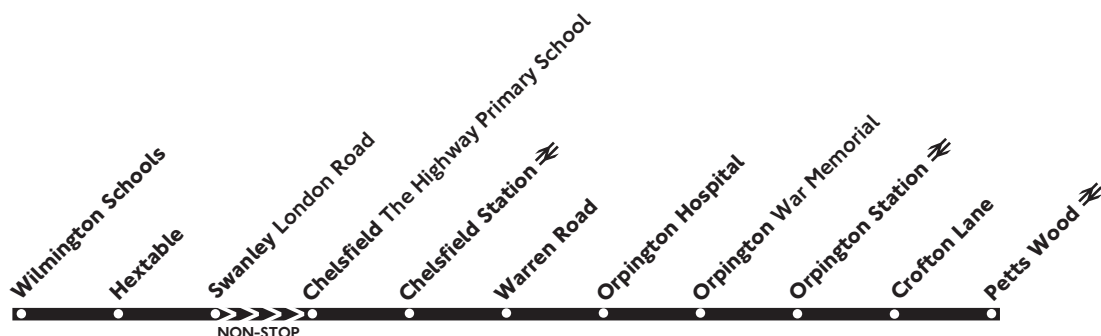 Wilmington Schools
Hextable
Swanley London Road
Chelsfield The Highway Primary School
Chelsfield Station
Warren Road
Orpington Hospital
Orpington War Memorial
Orpington Station
Crofton Lane
Petts Wood
NON-STOP